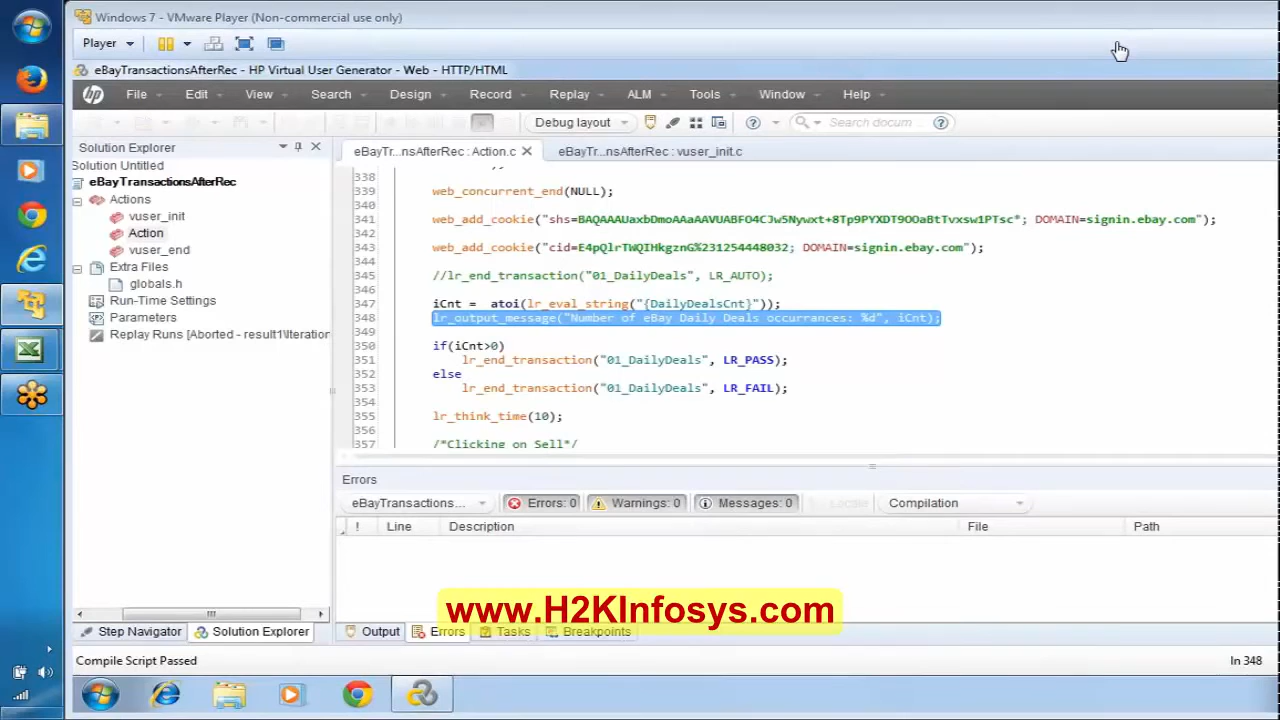 Windows 7 - VMware Player (Non-commercial use only)
Player
eBayTransactionsAfterRec - HP Virtual User Generator - Web - HTTP/HTML
hp File Edit View Search Design Record Replay ALM Tools Window Help
Debug layout Search docum...
Solution Explorer
eBayTr...nsAfterRec : Action.c eBayTr...nsAfterRec : vuser_init.c
Solution Untitled
eBayTransactionsAfterRec
Actions
vuser_init
Action
vuser_end
Extra Files
globals.h
Run-Time Settings
Parameters
Replay Runs [Aborted - result1\Iteration
338
339 web_concurrent_end(NULL);
340
341 web_add_cookie("shs=BAQAAAUaxbDmoAAaAAVUABFO4CJw5Nywxt+8Tp9PYXDT9OOaBtTvxsw1PTsc*; DOMAIN=signin.ebay.com");
342
343 web_add_cookie("cid=E4pQlrTWQIHkgznG%231254448032; DOMAIN=signin.ebay.com");
344
345 //lr_end_transaction("01_DailyDeals", LR_AUTO);
346
347 iCnt = atoi(lr_eval_string("{DailyDealsCnt}"));
348 lr_output_message("Number of eBay Daily Deals occurrances: %d", iCnt);
349
350 if(iCnt>0)
351 lr_end_transaction("01_DailyDeals", LR_PASS);
352 else
353 lr_end_transaction("01_DailyDeals", LR_FAIL);
354
355 lr_think_time(10);
356
357 /*Clicking on Sell*/
Errors
eBayTransactions... Errors: 0 Warnings: 0 Messages: 0 Locate Compilation
! Line Description File Path
www.H2KInfosys.com
Step Navigator Solution Explorer Output Errors Tasks Breakpoints
Compile Script Passed ln 348